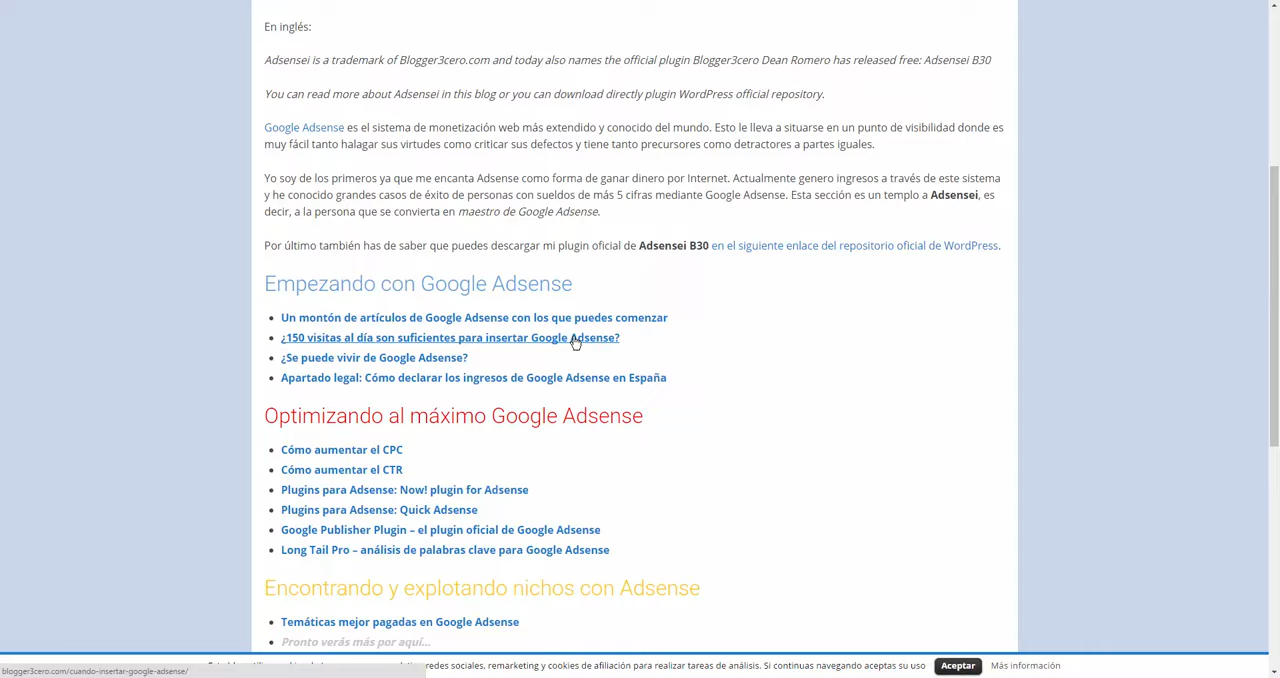 En inglés:
Adsensei is a trademark of Blogger3cero.com and today also names the official plugin Blogger3cero Dean Romero has released free: Adsensei B30
You can read more about Adsensei in this blog or you can download directly plugin WordPress official repository.
Google Adsense es el sistema de monetización web más extendido y conocido del mundo. Esto le lleva a situarse en un punto de visibilidad donde es
muy fácil tanto halagar sus virtudes como criticar sus defectos y tiene tanto precursores como detractores a partes iguales.
Yo soy de los primeros ya que me encanta Adsense como forma de ganar dinero por Internet. Actualmente genero ingresos a través de este sistema
y he conocido grandes casos de éxito de personas con sueldos de más 5 cifras mediante Google Adsense. Esta sección es un templo a Adsensei, es
decir, a la persona que se convierta en maestro de Google Adsense.
Por último también has de saber que puedes descargar mi plugin oficial de Adsensei B30 en el siguiente enlace del repositorio oficial de WordPress.
Empezando con Google Adsense
• Un montón de artículos de Google Adsense con los que puedes comenzar
• ¿150 visitas al día son suficientes para insertar Google Adsense?
• ¿Se puede vivir de Google Adsense?
• Apartado legal: Cómo declarar los ingresos de Google Adsense en España
Optimizando al máximo Google Adsense
• Cómo aumentar el CPC
• Cómo aumentar el CTR
• Plugins para Adsense: Now! plugin for Adsense
• Plugins para Adsense: Quick Adsense
• Google Publisher Plugin – el plugin oficial de Google Adsense
• Long Tail Pro – análisis de palabras clave para Google Adsense
Encontrando y explotando nichos con Adsense
• Temáticas mejor pagadas en Google Adsense
• Pronto verás más por aquí...
redes sociales, remarketing y cookies de afiliación para realizar tareas de análisis. Si continuas navegando aceptas su uso Aceptar Más información
blogger3cero.com/cuando-insertar-google-adsense/